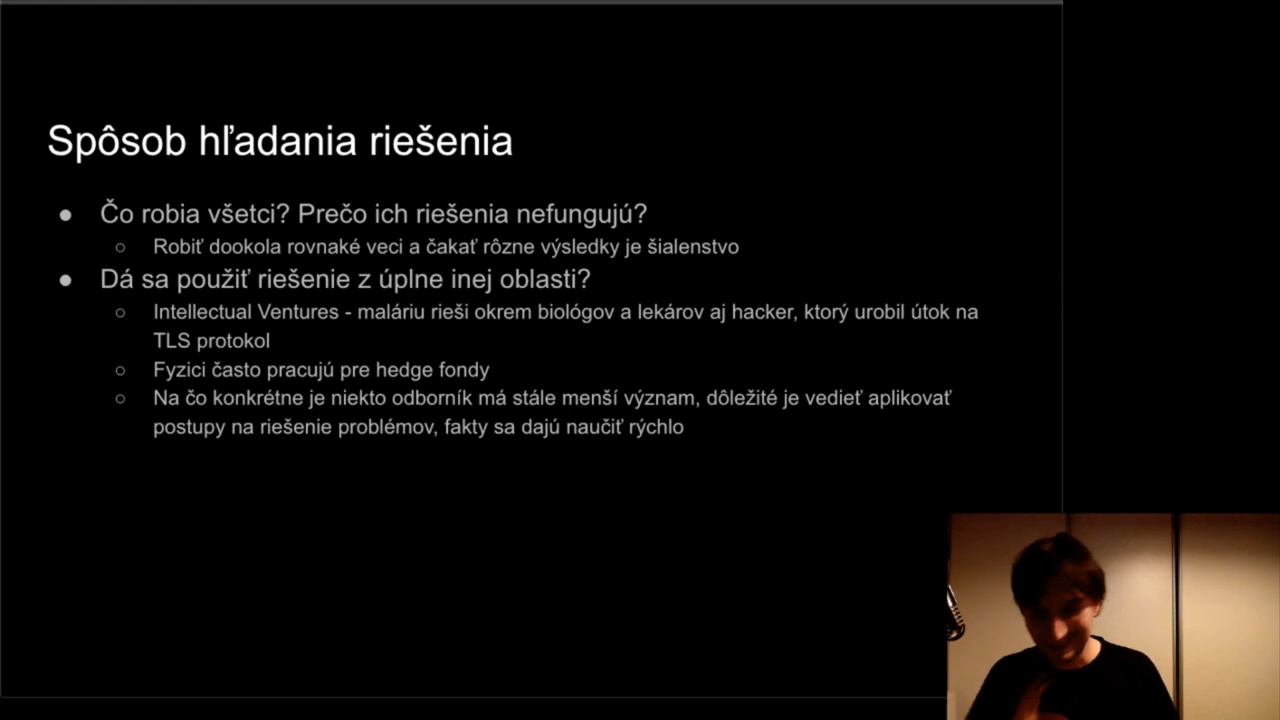 Spôsob hľadania riešenia
● Čo robia všetci? Prečo ich riešenia nefungujú?
○ Robiť dookola rovnaké veci a čakať rôzne výsledky je šialenstvo
● Dá sa použiť riešenie z úplne inej oblasti?
○ Intellectual Ventures - maláriu rieši okrem biológov a lekárov aj hacker, ktorý urobil útok na
TLS protokol
○ Fyzici často pracujú pre hedge fondy
○ Na čo konkrétne je niekto odborník má stále menší význam, dôležité je vedieť aplikovať
postupy na riešenie problémov, fakty sa dajú naučiť rýchlo